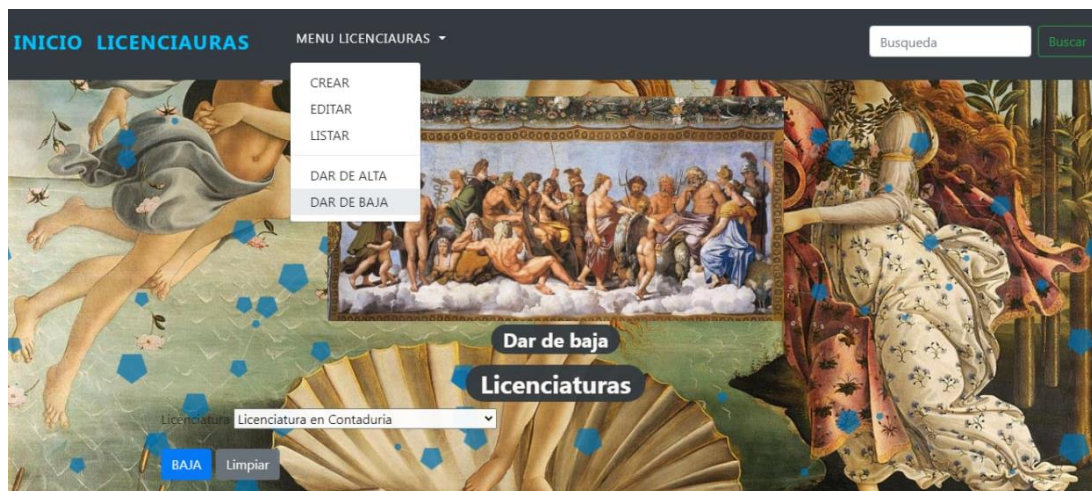 INICIO LICENCIAURAS
MENU LICENCIAURAS
Busqueda
Buscar
CREAR
EDITAR
LISTAR
DAR DE ALTA
DAR DE BAJA
Dar de baja
Licenciaturas
Licenciatura Licenciatura en Contaduria
BAJA Limpiar